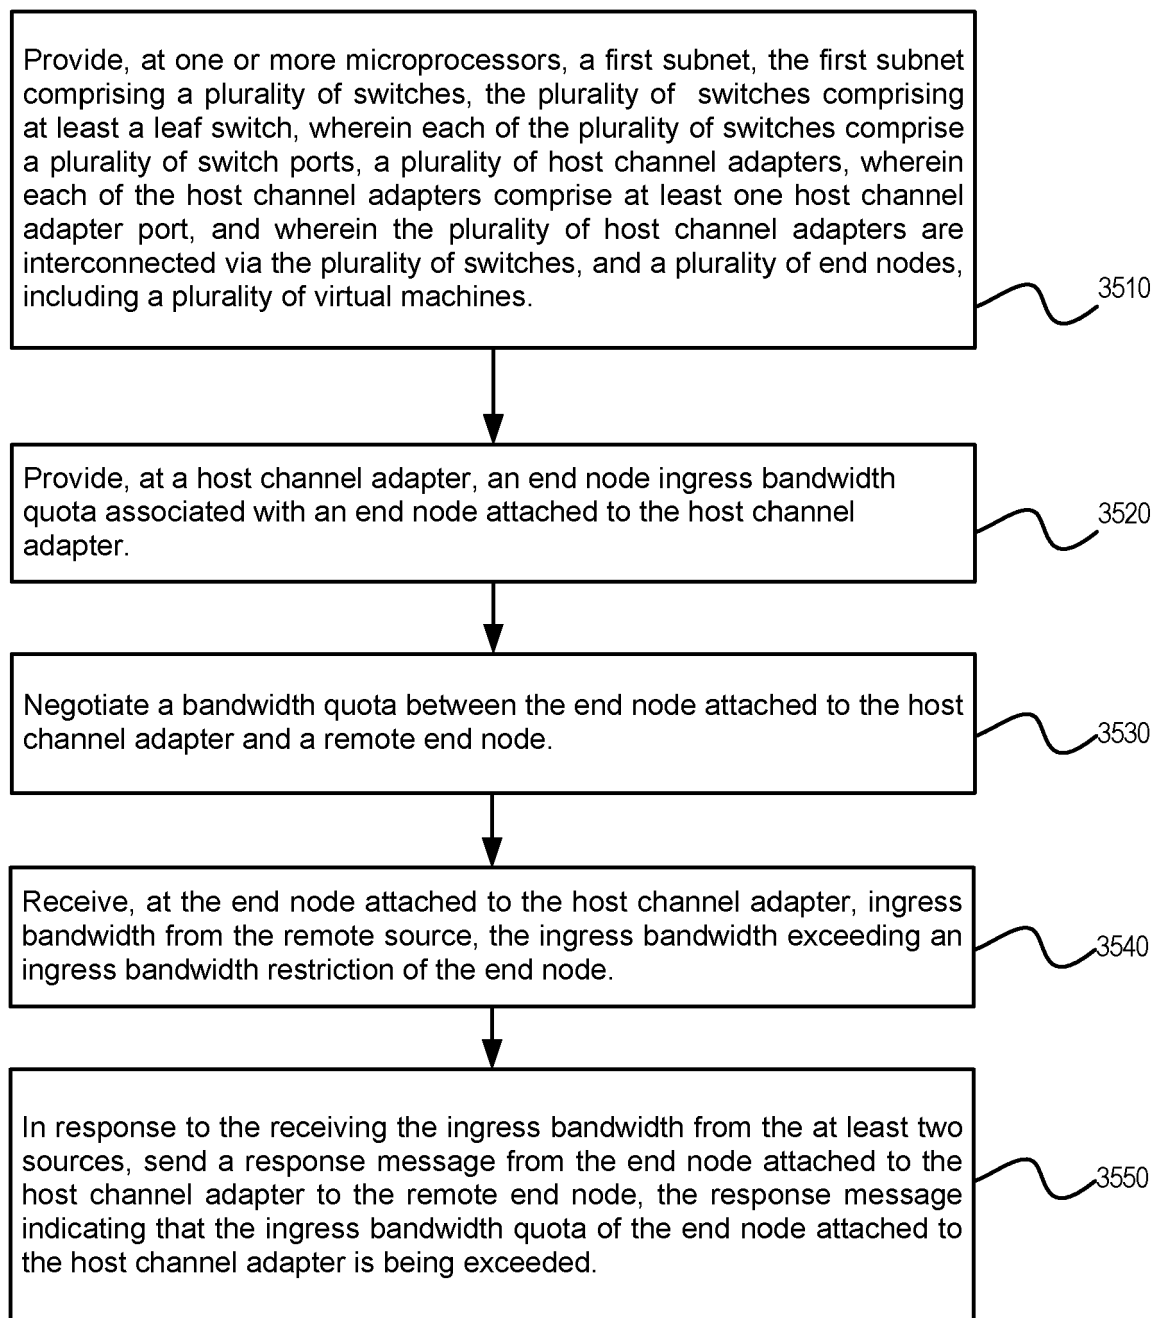 Provide, at one or more microprocessors, a first subnet, the first subnet
comprising a plurality of switches, the plurality of switches comprising
at least a leaf switch, wherein each of the plurality of switches comprise
a plurality of switch ports, a plurality of host channel adapters, wherein
each of the host channel adapters comprise at least one host channel
adapter port, and wherein the plurality of host channel adapters are
interconnected via the plurality of switches, and a plurality of end nodes,
including a plurality of virtual machines.
3510
Provide, at a host channel adapter, an end node ingress bandwidth
quota associated with an end node attached to the host channel
adapter.
3520
Negotiate a bandwidth quota between the end node attached to the host
channel adapter and a remote end node.
3530
Receive, at the end node attached to the host channel adapter, ingress
bandwidth from the remote source, the ingress bandwidth exceeding an
ingress bandwidth restriction of the end node.
3540
In response to the receiving the ingress bandwidth from the at least two
sources, send a response message from the end node attached to the
host channel adapter to the remote end node, the response message
indicating that the ingress bandwidth quota of the end node attached to
the host channel adapter is being exceeded.
3550